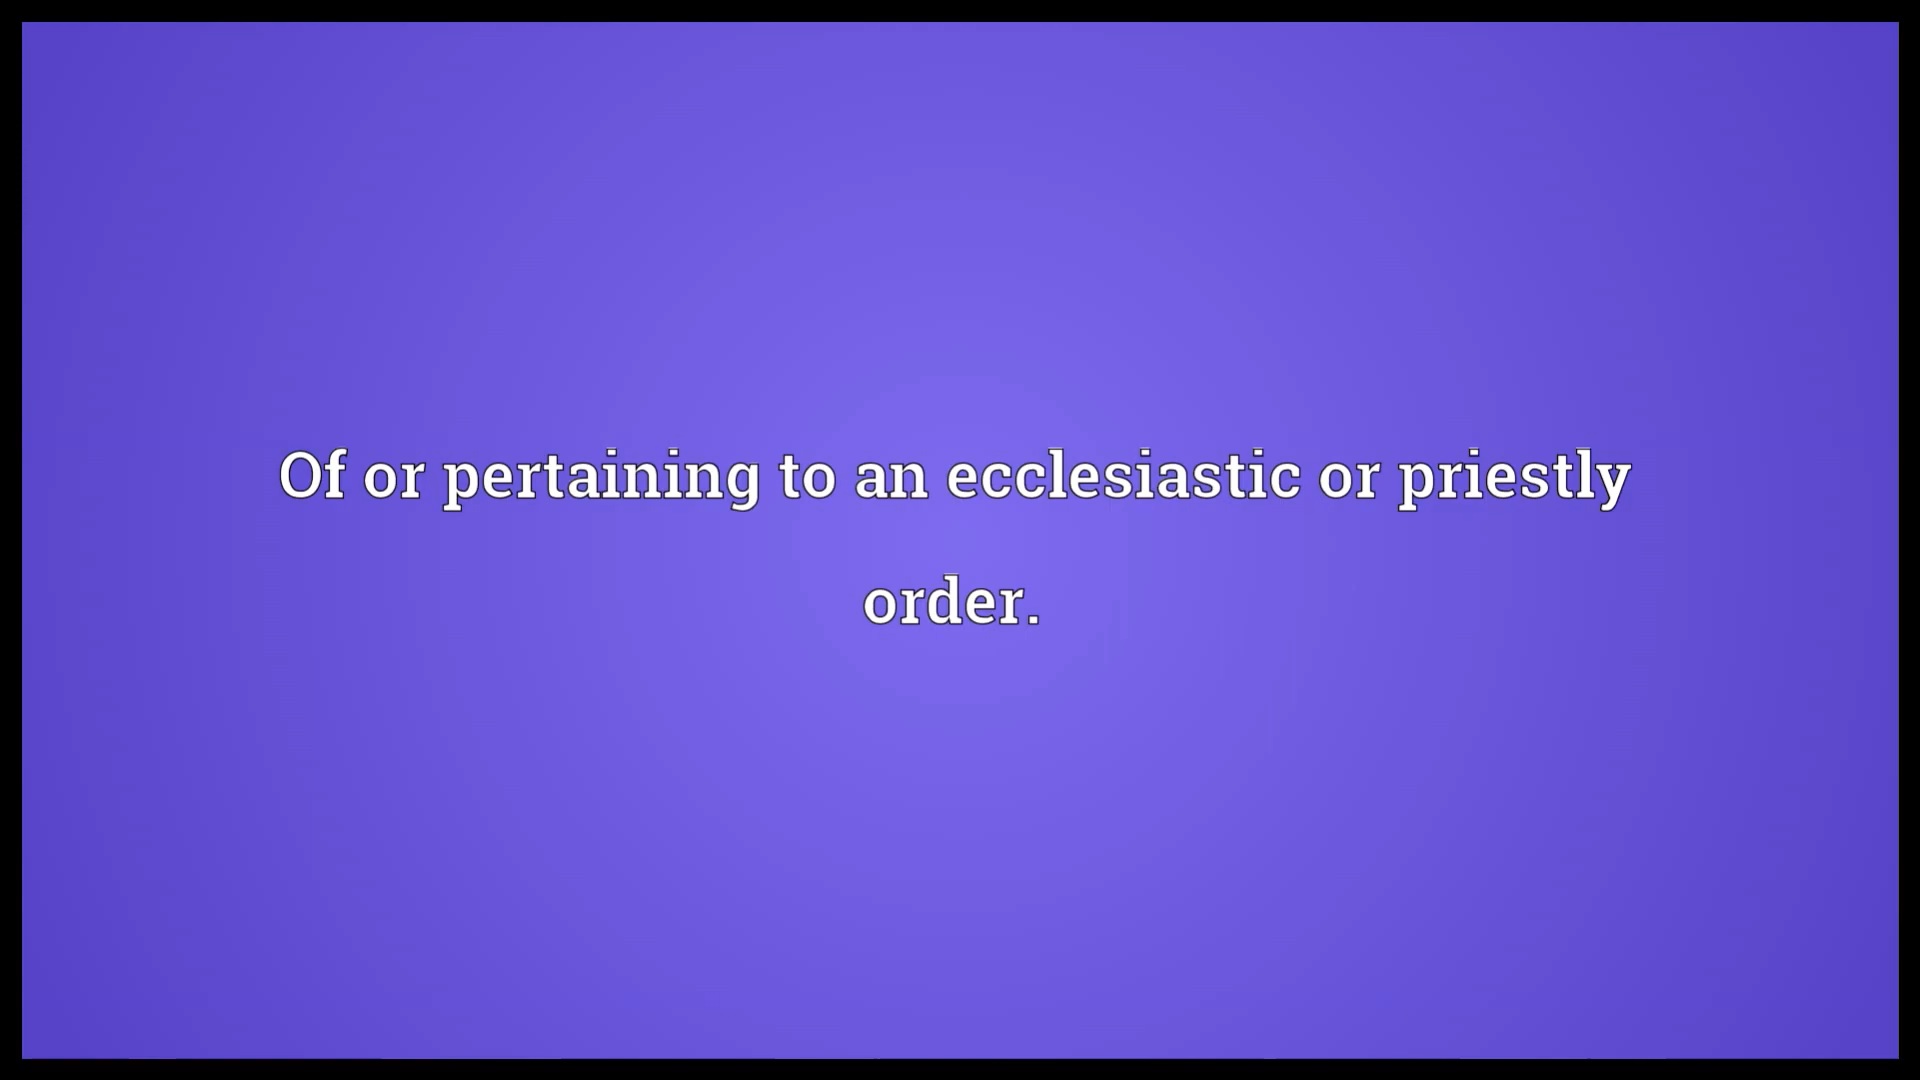 Of or pertaining to an ecclesiastic or priestly
order.